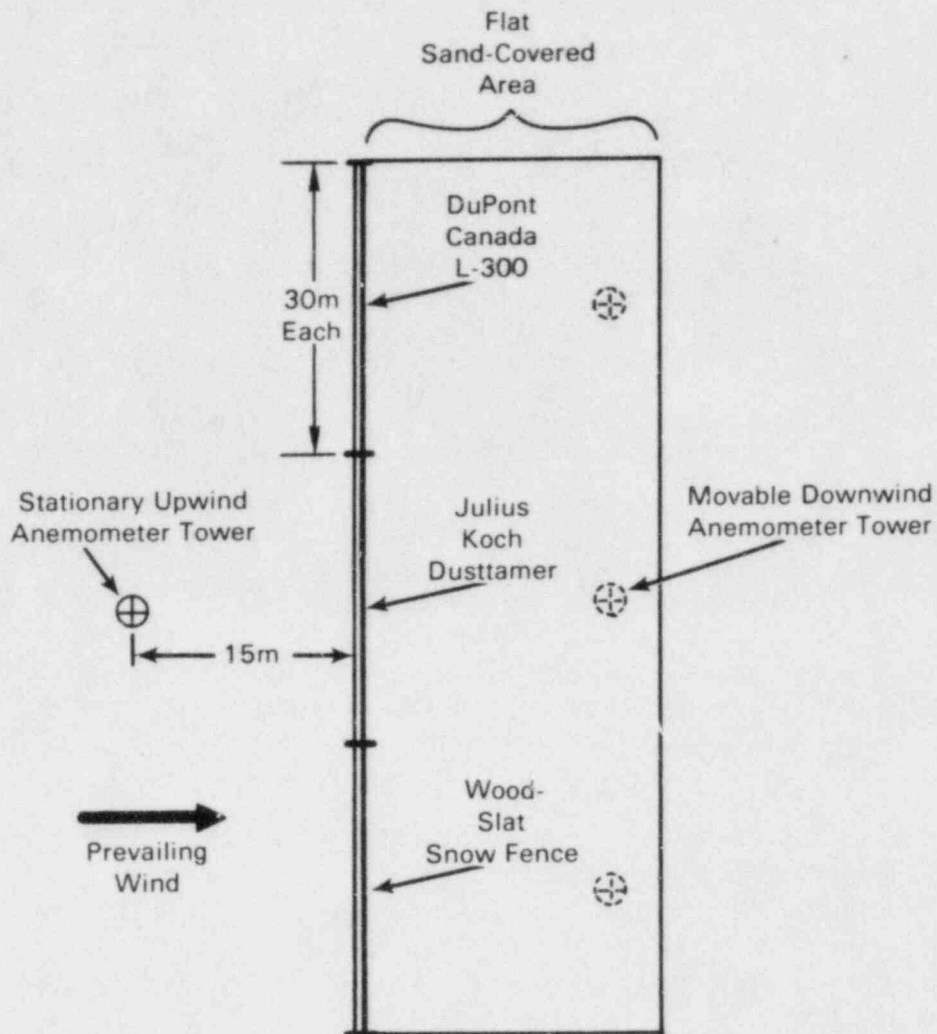 Flat
Sand-Covered
Area
DuPont
Canada
L-300
30m
Each
Stationary Upwind
Anemometer Tower
Julius
Koch
Dusttamer
Movable Downwind
Anemometer Tower
15m
Wood-
Slat
Snow Fence
Prevailing
Wind